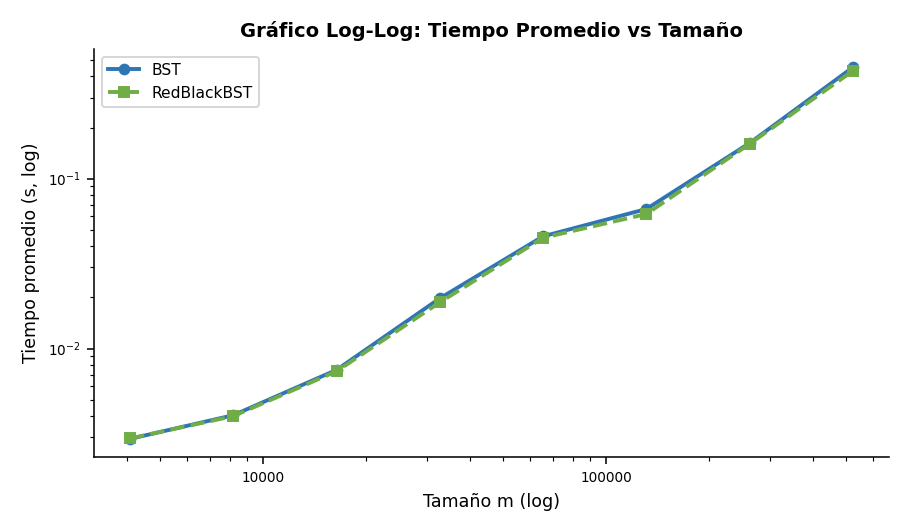 Gráfico Log-Log: Tiempo Promedio vs Tamaño
BST
RedBlackBST
Tiempo promedio (s, log)
10⁻¹
10⁻²
10000
100000
Tamaño m (log)